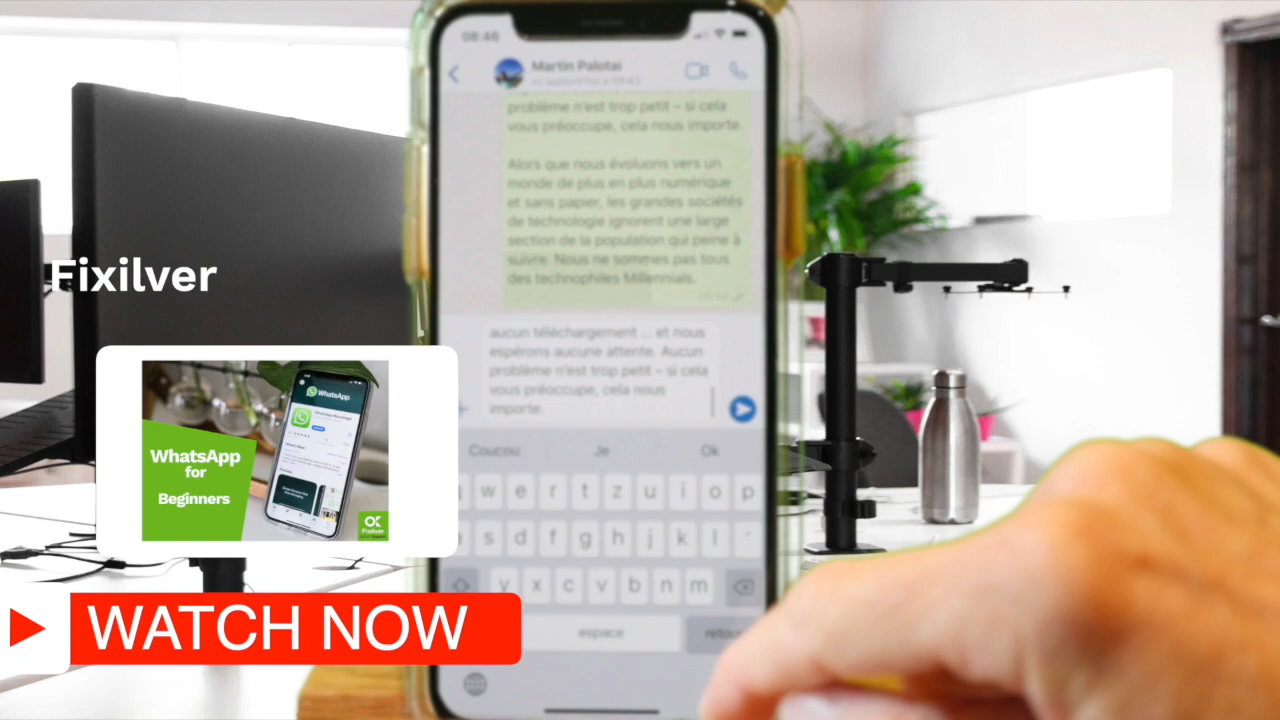 08:46
Martin Palotai
problème n'est trop petit – si cela
vous préoccupe, cela nous importe.
Alors que nous évoluons vers un
monde de plus en plus numérique
et sans papier, les grandes sociétés
de technologie ignorent une large
section de la population qui peine à
suivre. Nous ne sommes pas tous
des technophiles Millennials.
aucun téléchargement ... et nous
espérons aucune attente. Aucun
problème n'est trop petit – si cela
vous préoccupe, cela nous
importe.
Coucou Je Ok
w e r t z u i o p
s d f g h j k l
y x c v b n m
espace
Fixilver
WhatsApp
WhatsApp
for
Beginners
OK
Fixilver
WATCH NOW